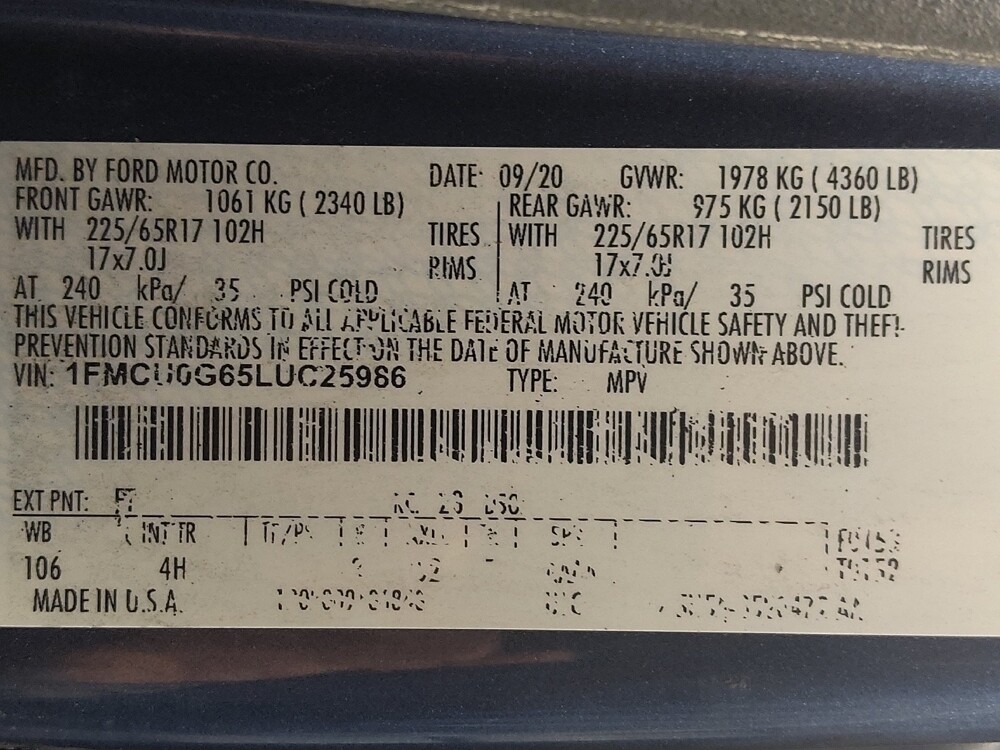 MFD. BY FORD MOTOR CO. DATE: 09/20 GVWR: 1978 KG ( 4360 LB)
FRONT GAWR: 1061 KG ( 2340 LB) REAR GAWR: 975 KG ( 2150 LB)
WITH 225/65R17 102H TIRES WITH 225/65R17 102H TIRES
17x7.0J RIMS 17x7.0J RIMS
AT 240 kPa/ 35 PSI COLD AT 240 kPa/ 35 PSI COLD
THIS VEHICLE CONFORMS TO ALL APPLICABLE FEDERAL MOTOR VEHICLE SAFETY AND THEFT
PREVENTION STANDARDS IN EFFECT ON THE DATE OF MANUFACTURE SHOWN ABOVE.
VIN: 1FMCU0G65LUC25986 TYPE: MPV
EXT PNT:
WB INT TR
106 4H
MADE IN U.S.A.